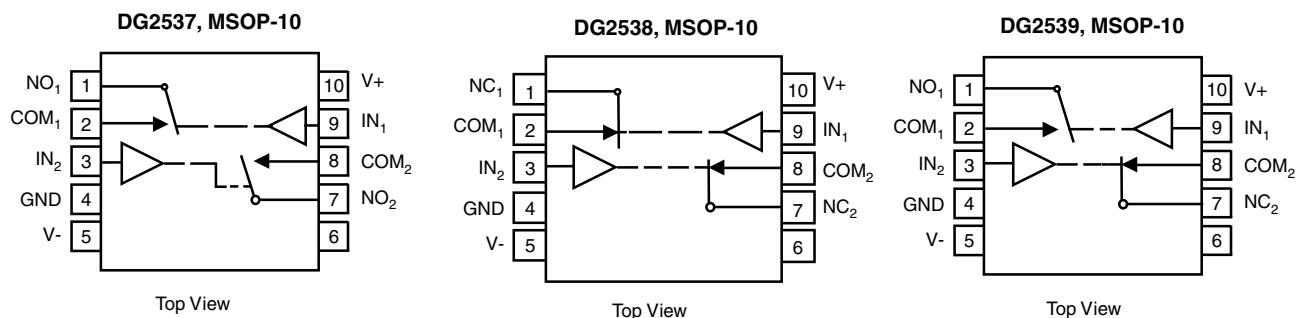 DG2537, MSOP-10
NO1 1 10 V+
COM1 2 9 IN1
IN2 3 8 COM2
GND 4 7 NO2
V- 5 6
Top View
DG2538, MSOP-10
NC1 1 10 V+
COM1 2 9 IN1
IN2 3 8 COM2
GND 4 7 NC2
V- 5 6
Top View
DG2539, MSOP-10
NO1 1 10 V+
COM1 2 9 IN1
IN2 3 8 COM2
GND 4 7 NC2
V- 5 6
Top View